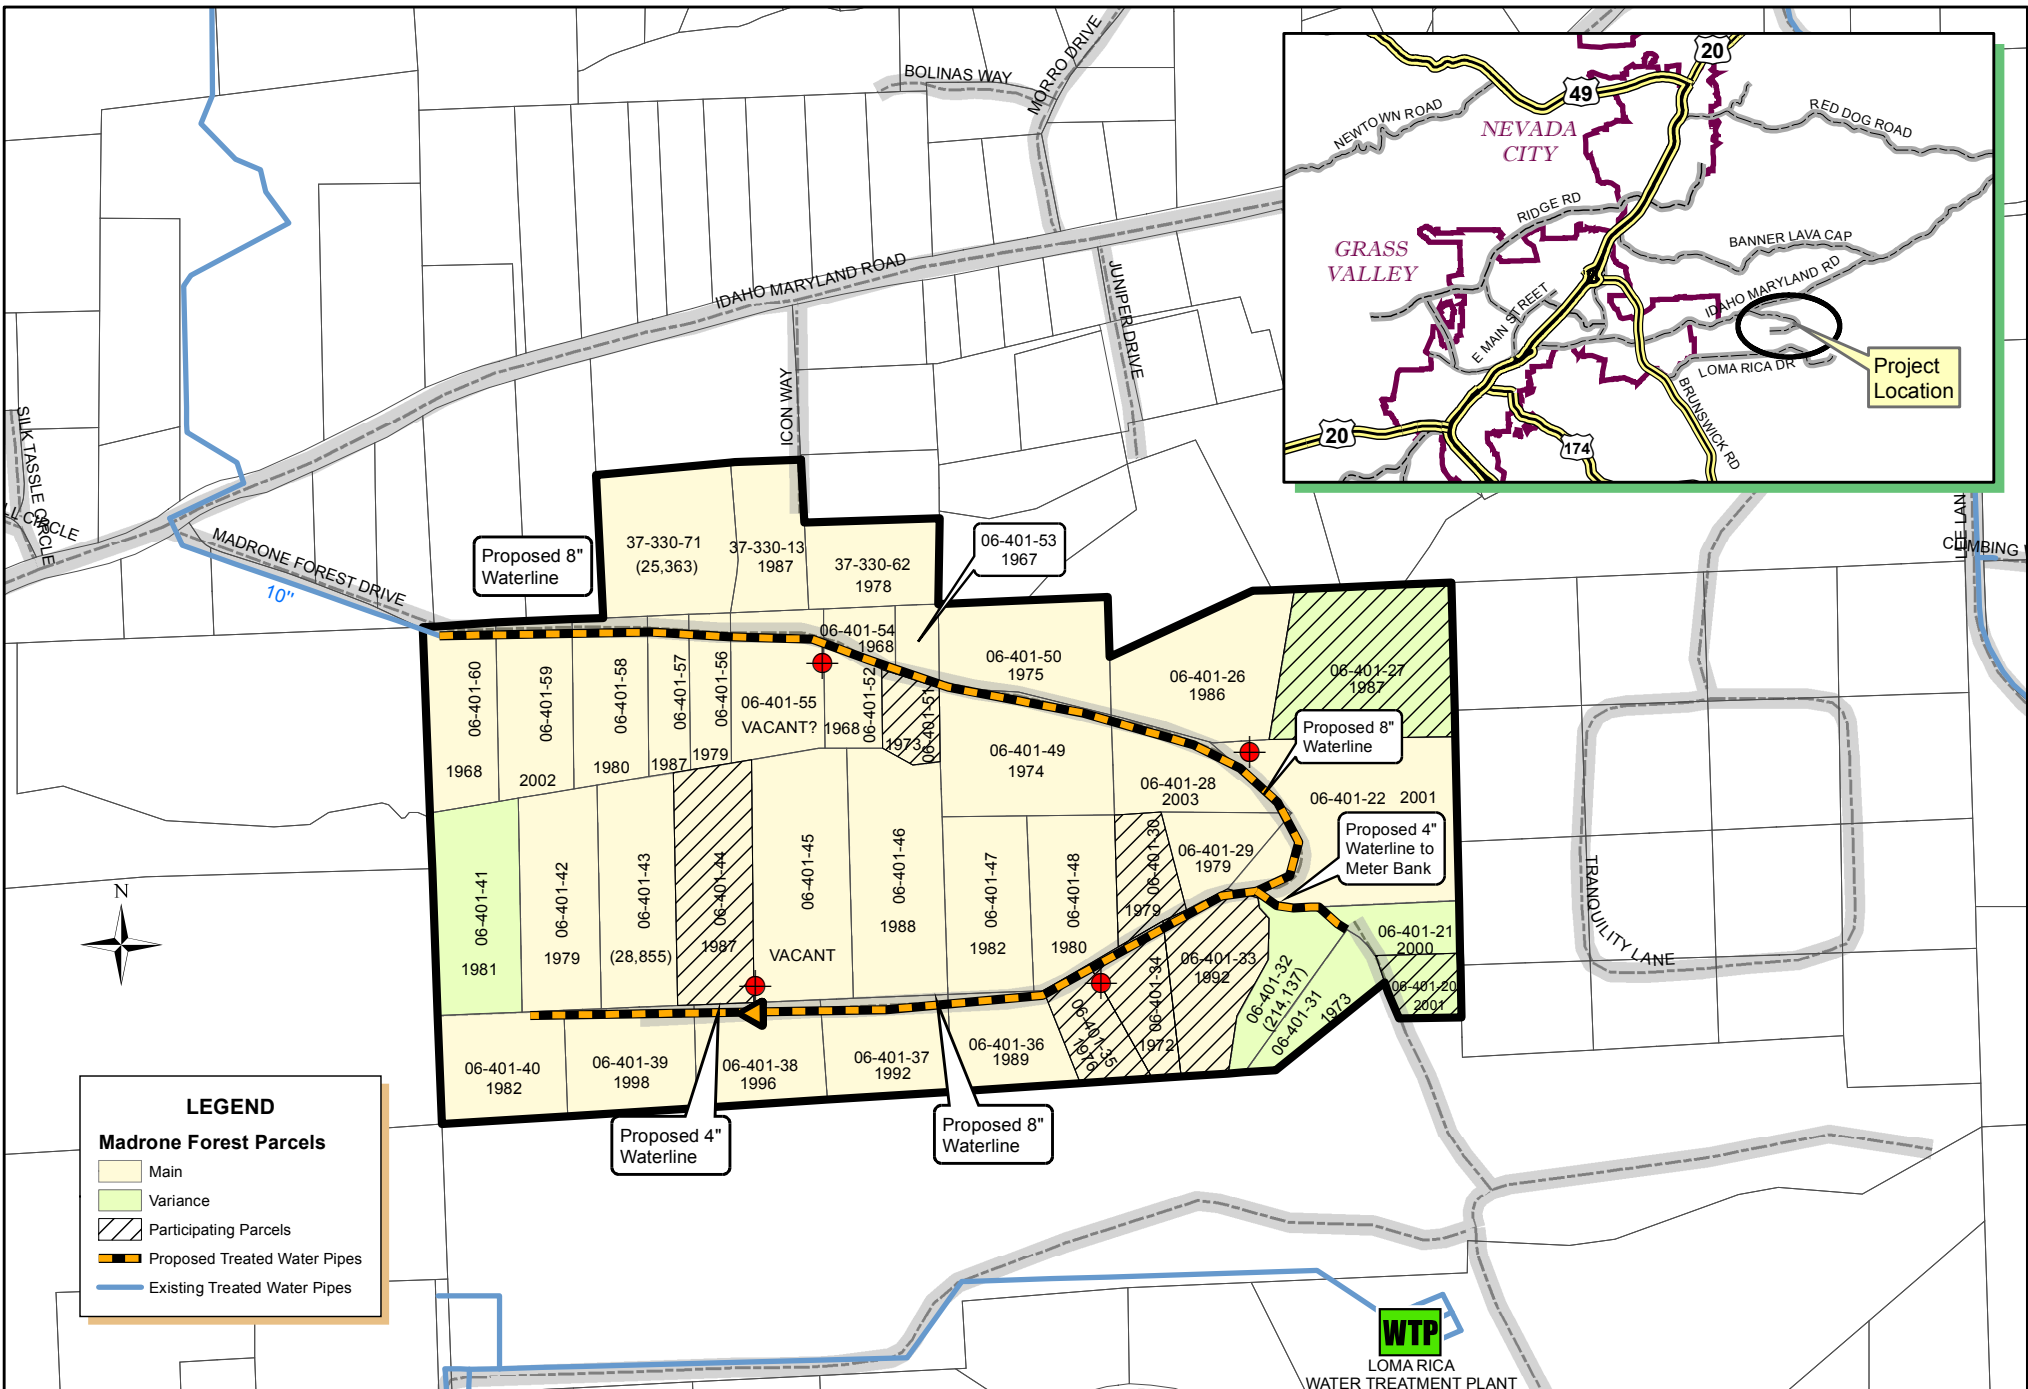 BOLINAS WAY
MORRO DRIVE
IDAHO MARYLAND ROAD
JUNIPER DRIVE
ICON WAY
SILK TASSLE CIRCLE
CIRCLE
MADRONE FOREST DRIVE
10"
LEE LAN
TRANQUILITY LANE
20
49
NEWTOWN ROAD
RED DOG ROAD
NEVADA
CITY
RIDGE RD
BANNER LAVA CAP
GRASS
VALLEY
IDAHO MARYLAND RD
E MAIN STREET
LOMA RICA DR
BRUNSWICK RD
20
174
Project
Location
Proposed 8"
Waterline
37-330-71
(25,363)
37-330-13
1987
37-330-62
1978
06-401-53
1967
06-401-54
1968
06-401-50
1975
06-401-26
1986
06-401-27
1987
06-401-60
1968
06-401-59
2002
06-401-58
1980
06-401-57
1987
06-401-56
1979
06-401-55
VACANT?
06-401-52
1968
06-401-51
1973
06-401-49
1974
06-401-28
2003
Proposed 8"
Waterline
06-401-22 2001
Proposed 4"
Waterline to
Meter Bank
06-401-41
1981
06-401-42
1979
06-401-43
(28,855)
06-401-44
1987
06-401-45
VACANT
06-401-46
1988
06-401-47
1982
06-401-48
1980
06-401-30
1979
06-401-29
1979
06-401-33
1992
06-401-34
1972
06-401-35
1976
06-401-32
(214,137)
06-401-31
1973
06-401-21
2000
06-401-20
2001
06-401-40
1982
06-401-39
1998
06-401-38
1996
06-401-37
1992
06-401-36
1989
Proposed 4"
Waterline
Proposed 8"
Waterline
N
LEGEND
Madrone Forest Parcels
Main
Variance
Participating Parcels
Proposed Treated Water Pipes
Existing Treated Water Pipes
WTP
LOMA RICA
WATER TREATMENT PLANT